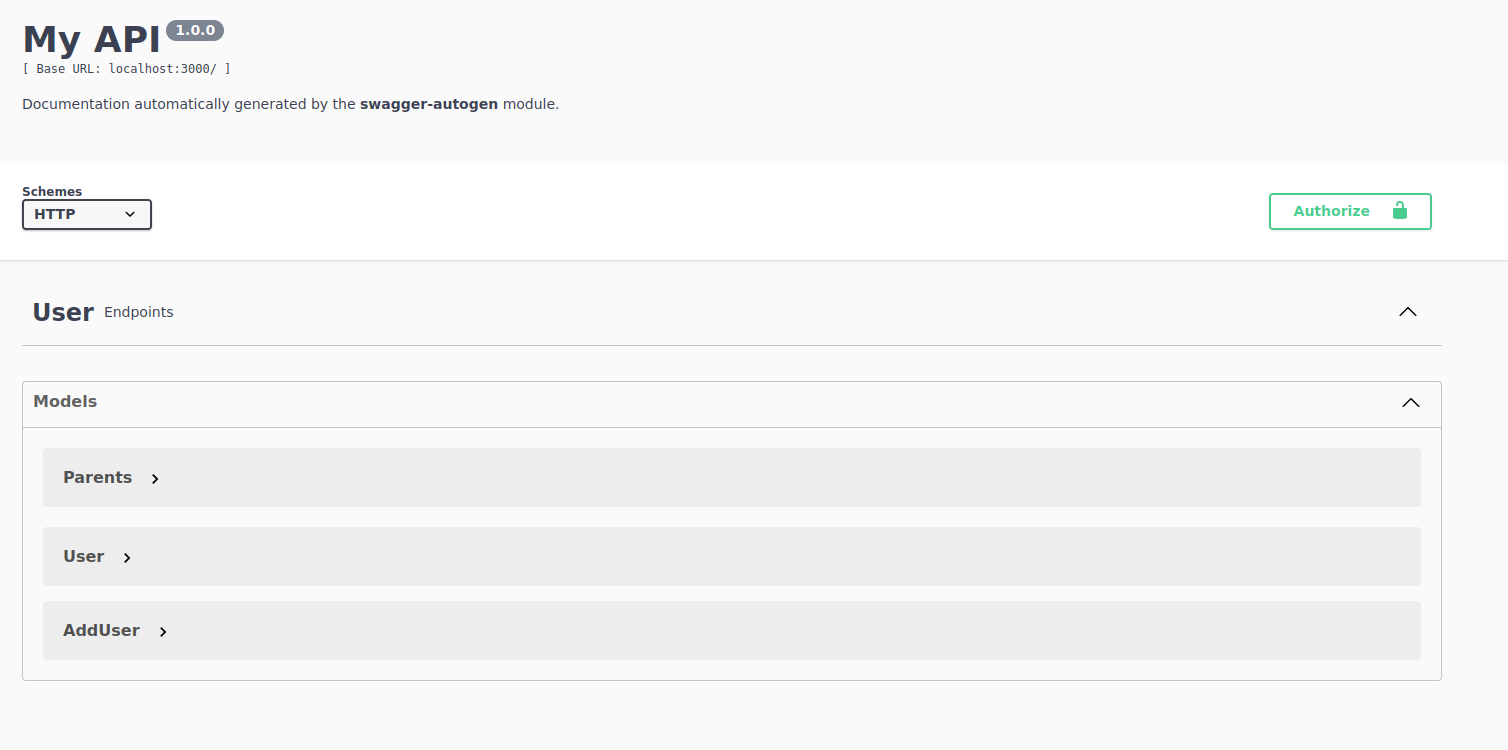 My API 1.0.0
[ Base URL: localhost:3000/ ]
Documentation automatically generated by the swagger-autogen module.
Schemes
HTTP
Authorize
User Endpoints
Models
Parents
User
AddUser